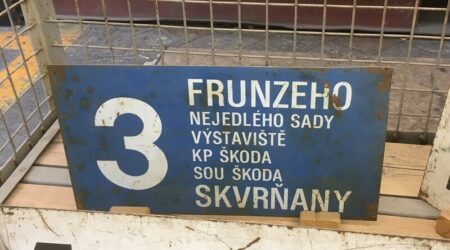 3
FRUNZEHO
NEJEDLÉHO SADY
VÝSTAVIŠTĚ
KP ŠKODA
SOU ŠKODA
SKVRŇANY